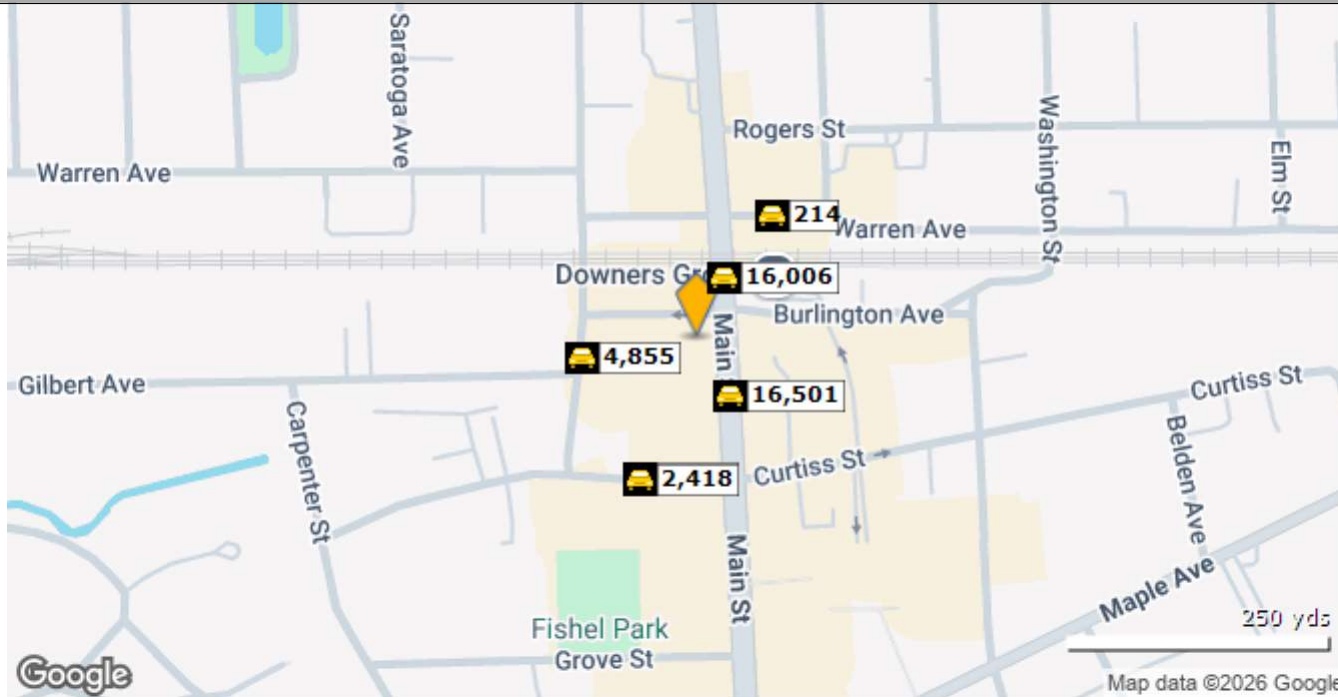 Saratoga Ave
Rogers St
Washington St
Elm St
Warren Ave
214
Warren Ave
Downers Gr
16,006
Burlington Ave
Main
4,855
Gilbert Ave
16,501
Curtiss St
Carpenter St
Belden Ave
Curtiss St
2,418
Main St
Maple Ave
250 yds
Fishel Park
Grove St
Google
Map data ©2026 Google